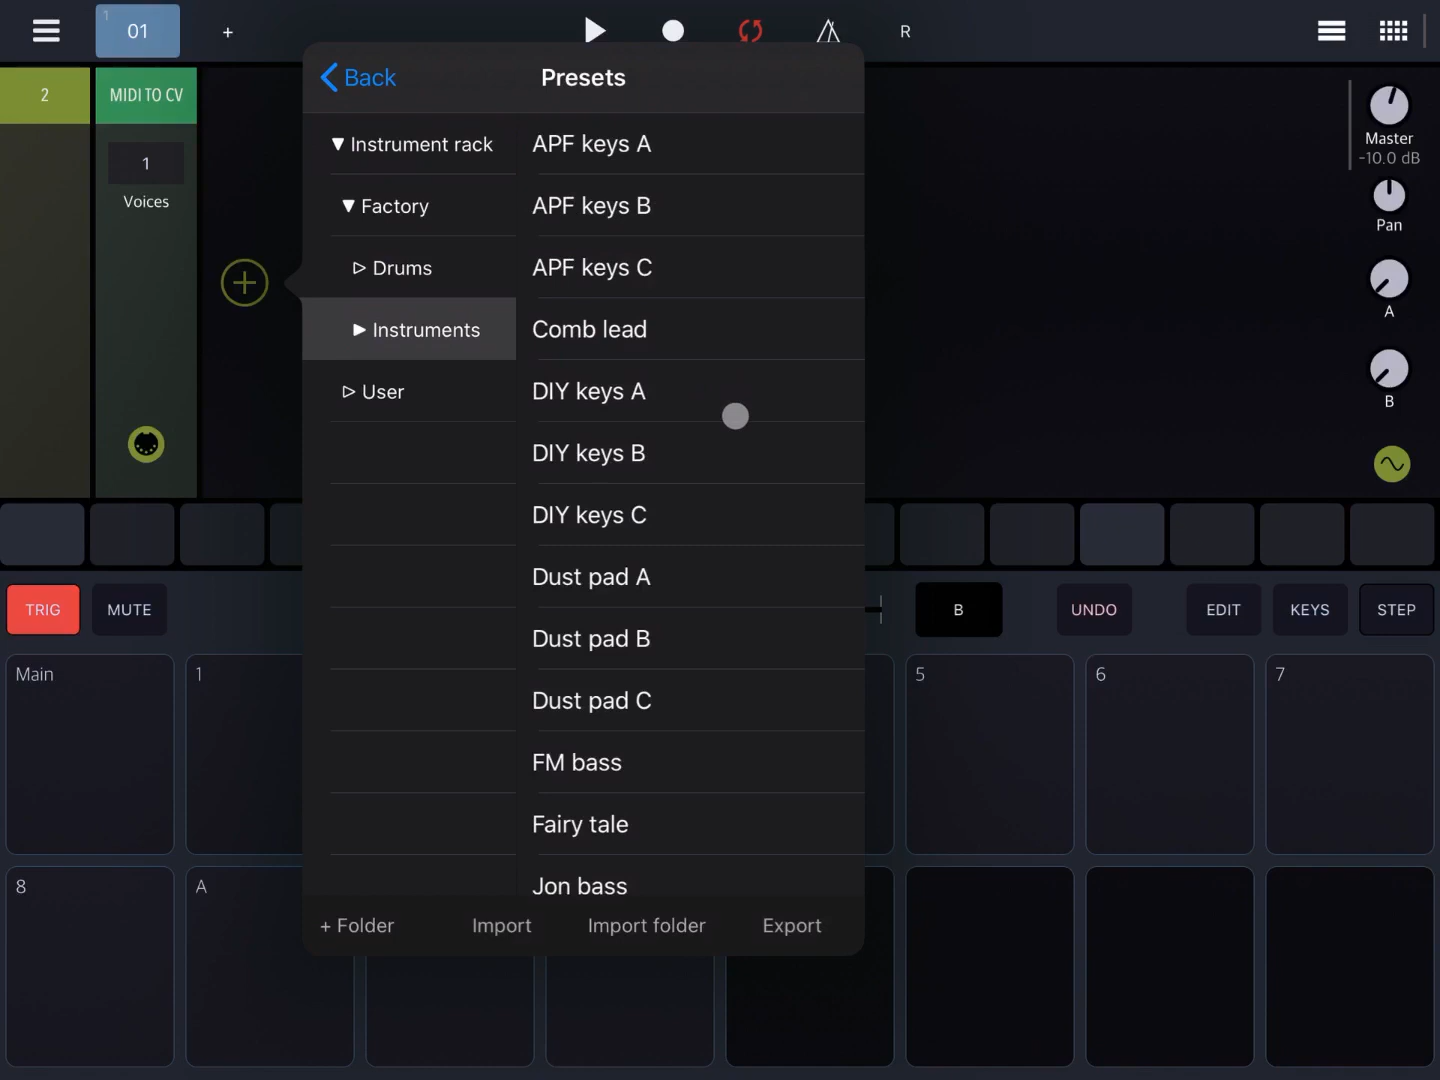 1
01
+
R
2
MIDI TO CV
1
Voices
Back
Presets
Instrument rack
Factory
Drums
Instruments
User
APF keys A
APF keys B
APF keys C
Comb lead
DIY keys A
DIY keys B
DIY keys C
Dust pad A
Dust pad B
Dust pad C
FM bass
Fairy tale
Jon bass
+ Folder
Import
Import folder
Export
Master
-10.0 dB
Pan
A
B
TRIG
MUTE
B
UNDO
EDIT
KEYS
STEP
Main
1
5
6
7
8
A